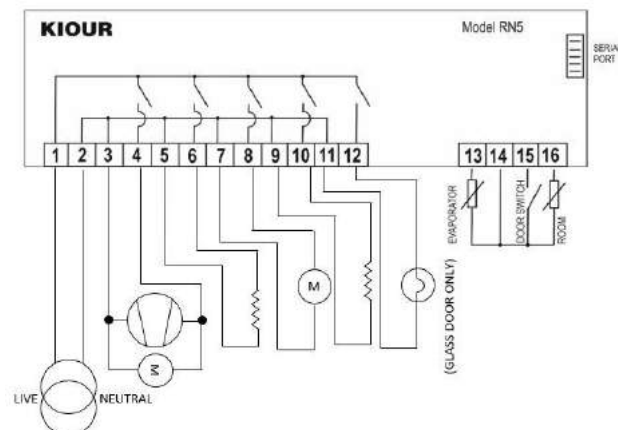 KIOUR
Model RN5
SERIAL
PORT
1 2 3 4 5 6 7 8 9 10 11 12
13 14 15 16
EVAPORATOR
DOOR SWITCH
ROOM
M
M
(GLASS DOOR ONLY)
LIVE
NEUTRAL